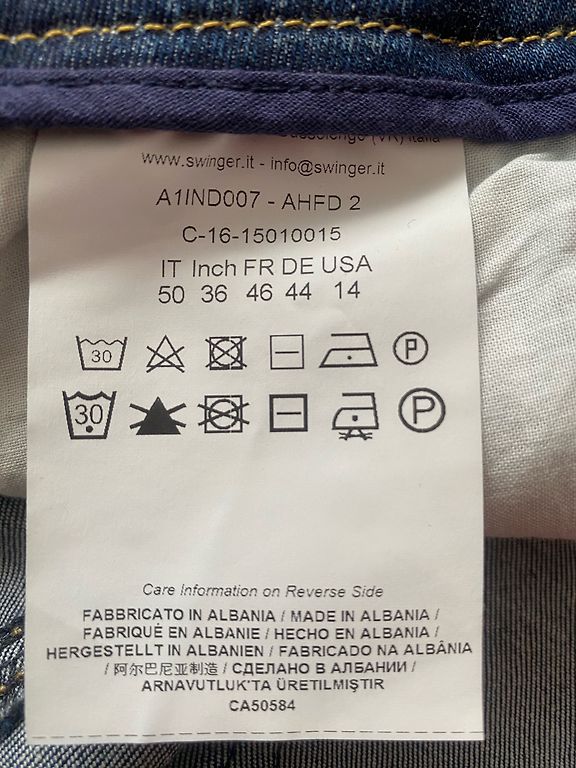 (VR) Italia
www.swinger.it - info@swinger.it
A1IND007 - AHFD 2
C-16-15010015
IT Inch FR DE USA
50 36 46 44 14
30 P
30 P
Care Information on Reverse Side
FABBRICATO IN ALBANIA / MADE IN ALBANIA /
FABRIQUÉ EN ALBANIE / HECHO EN ALBANIA /
HERGESTELLT IN ALBANIEN / FABRICADO NA ALBÂNIA
/ 阿尔巴尼亚制造 / СДЕЛАНО В АЛБАНИИ /
ARNAVUTLUK'TA ÜRETILMIŞTIR
CA50584